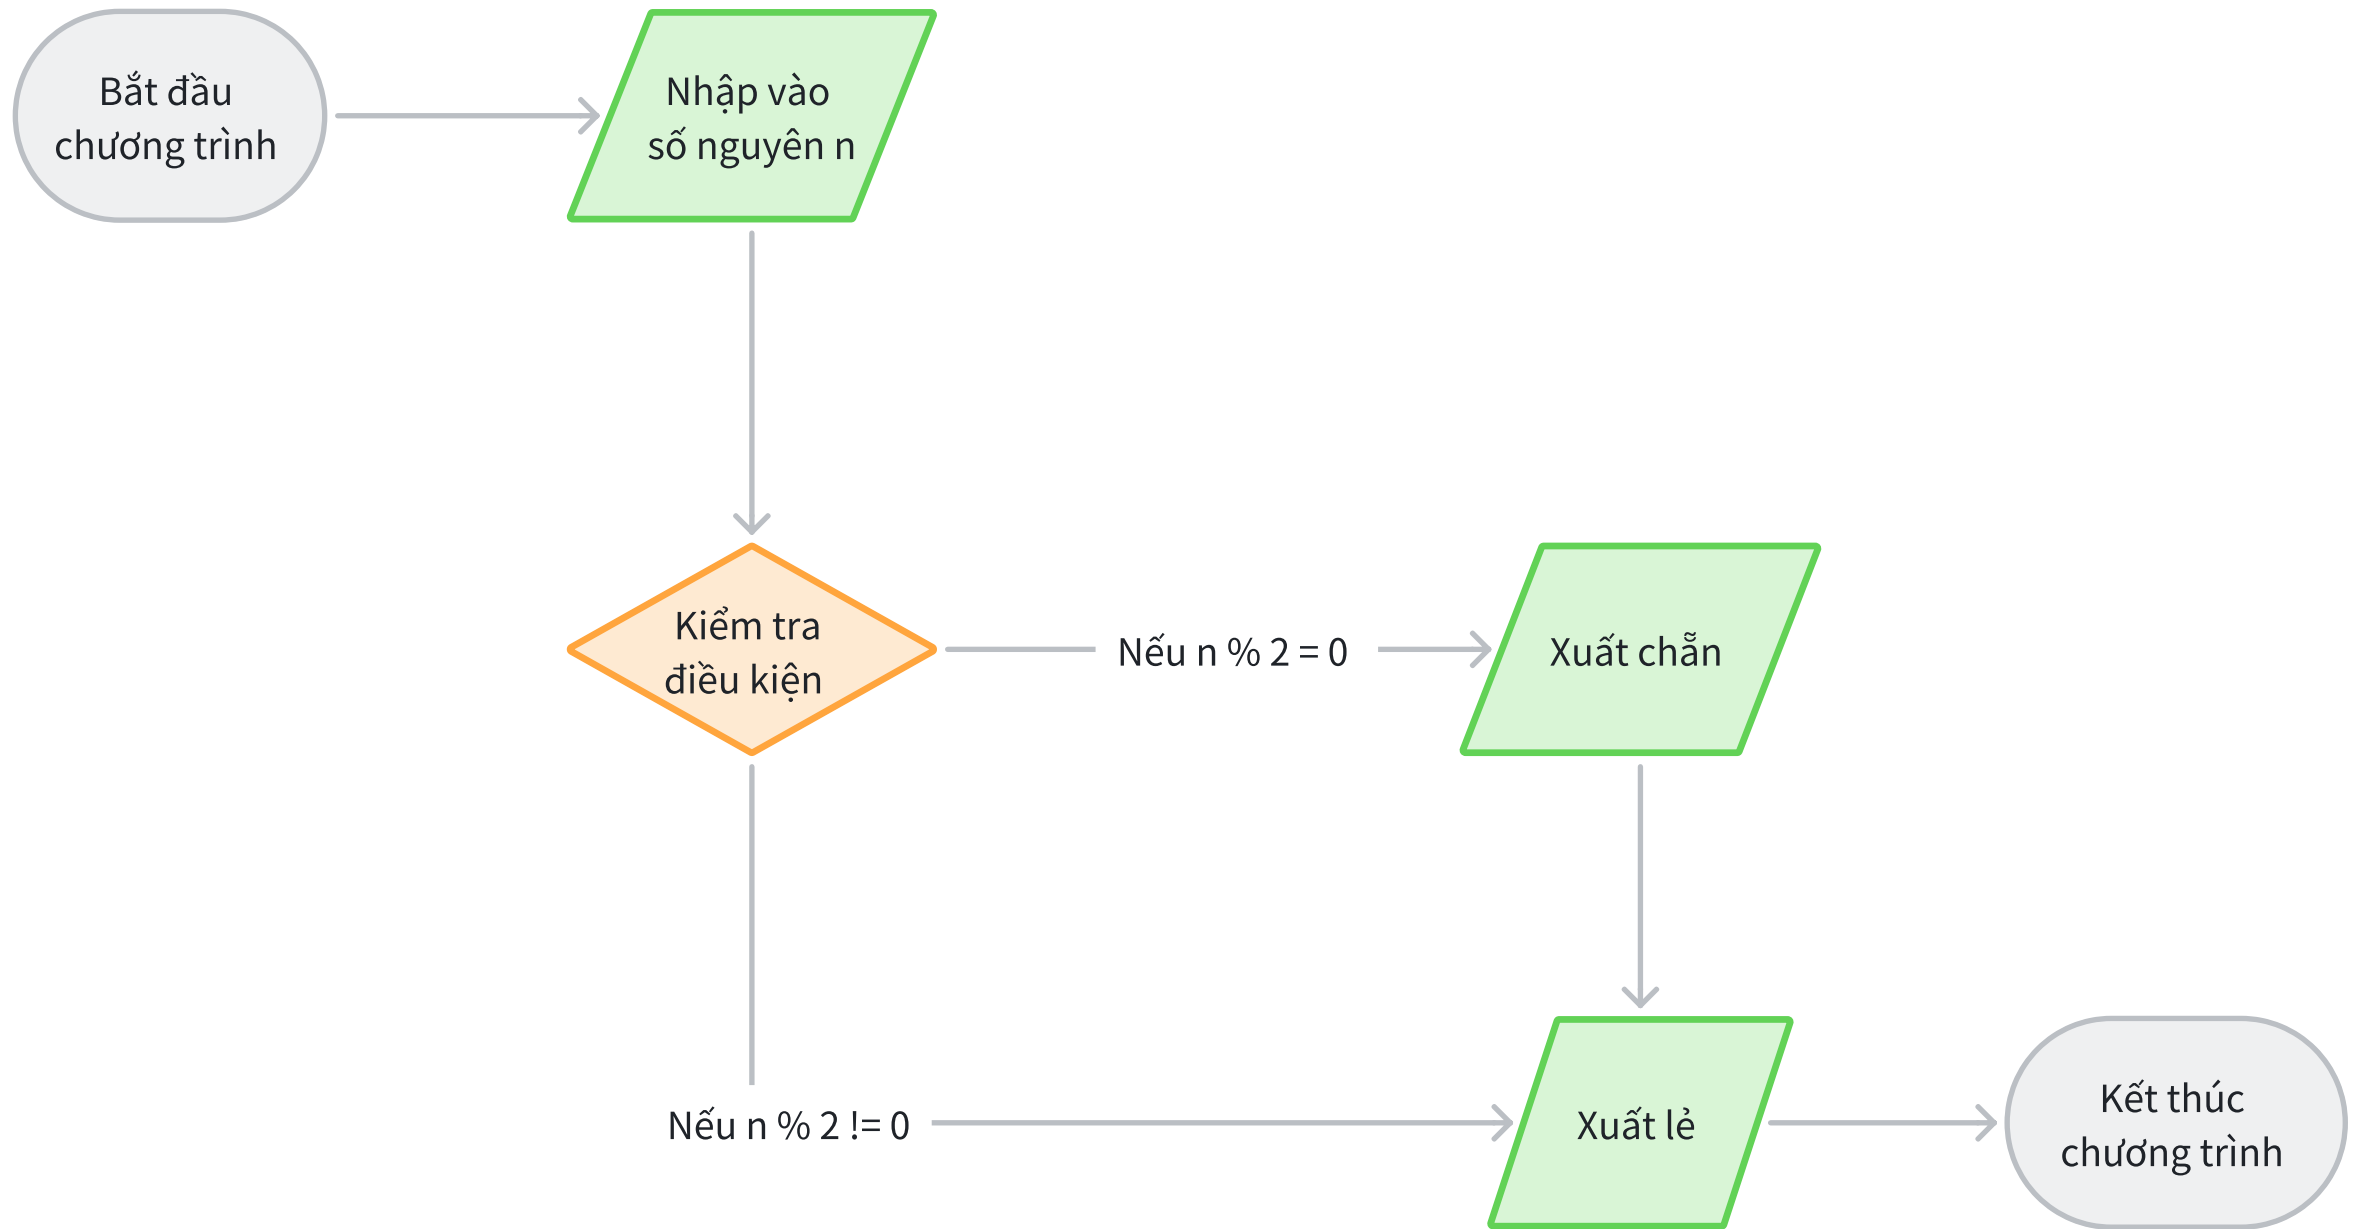 Bắt đầu
chương trình
Nhập vào
số nguyên n
Kiểm tra
điều kiện
Nếu n % 2 = 0
Xuất chẵn
Nếu n % 2 != 0
Xuất lẻ
Kết thúc
chương trình